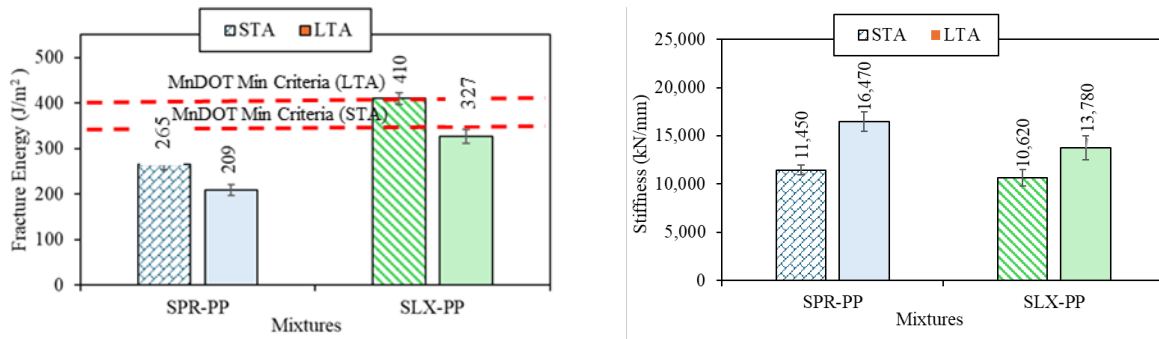 STA LTA
Fracture Energy (J/m²)
500
400
300
200
100
0
MnDOT Min Criteria (LTA)
MnDOT Min Criteria (STA)
265
209
410
327
SPR-PP SLX-PP
Mixtures
STA LTA
Stiffness (kN/mm)
25,000
20,000
15,000
10,000
5,000
0
11,450
16,470
10,620
13,780
SPR-PP SLX-PP
Mixtures